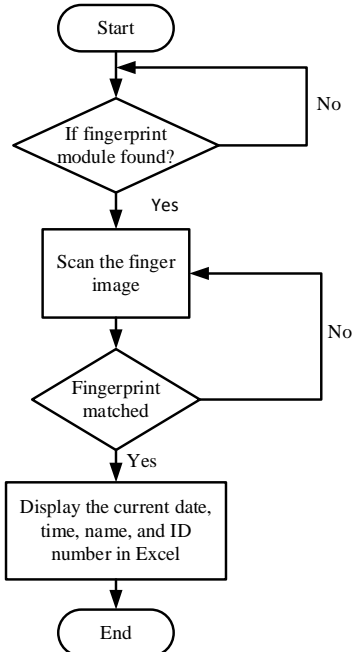 Start
No
If fingerprint
module found?
Yes
Scan the finger
image
No
Fingerprint
matched
Yes
Display the current date,
time, name, and ID
number in Excel
End